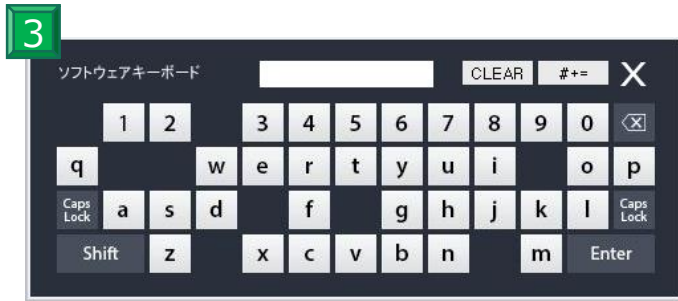 3
ソフトウェアキーボード CLEAR #+= X
1 2 3 4 5 6 7 8 9 0
q w e r t y u i o p
Caps Lock a s d f g h j k l Caps Lock
Shift z x c v b n m Enter